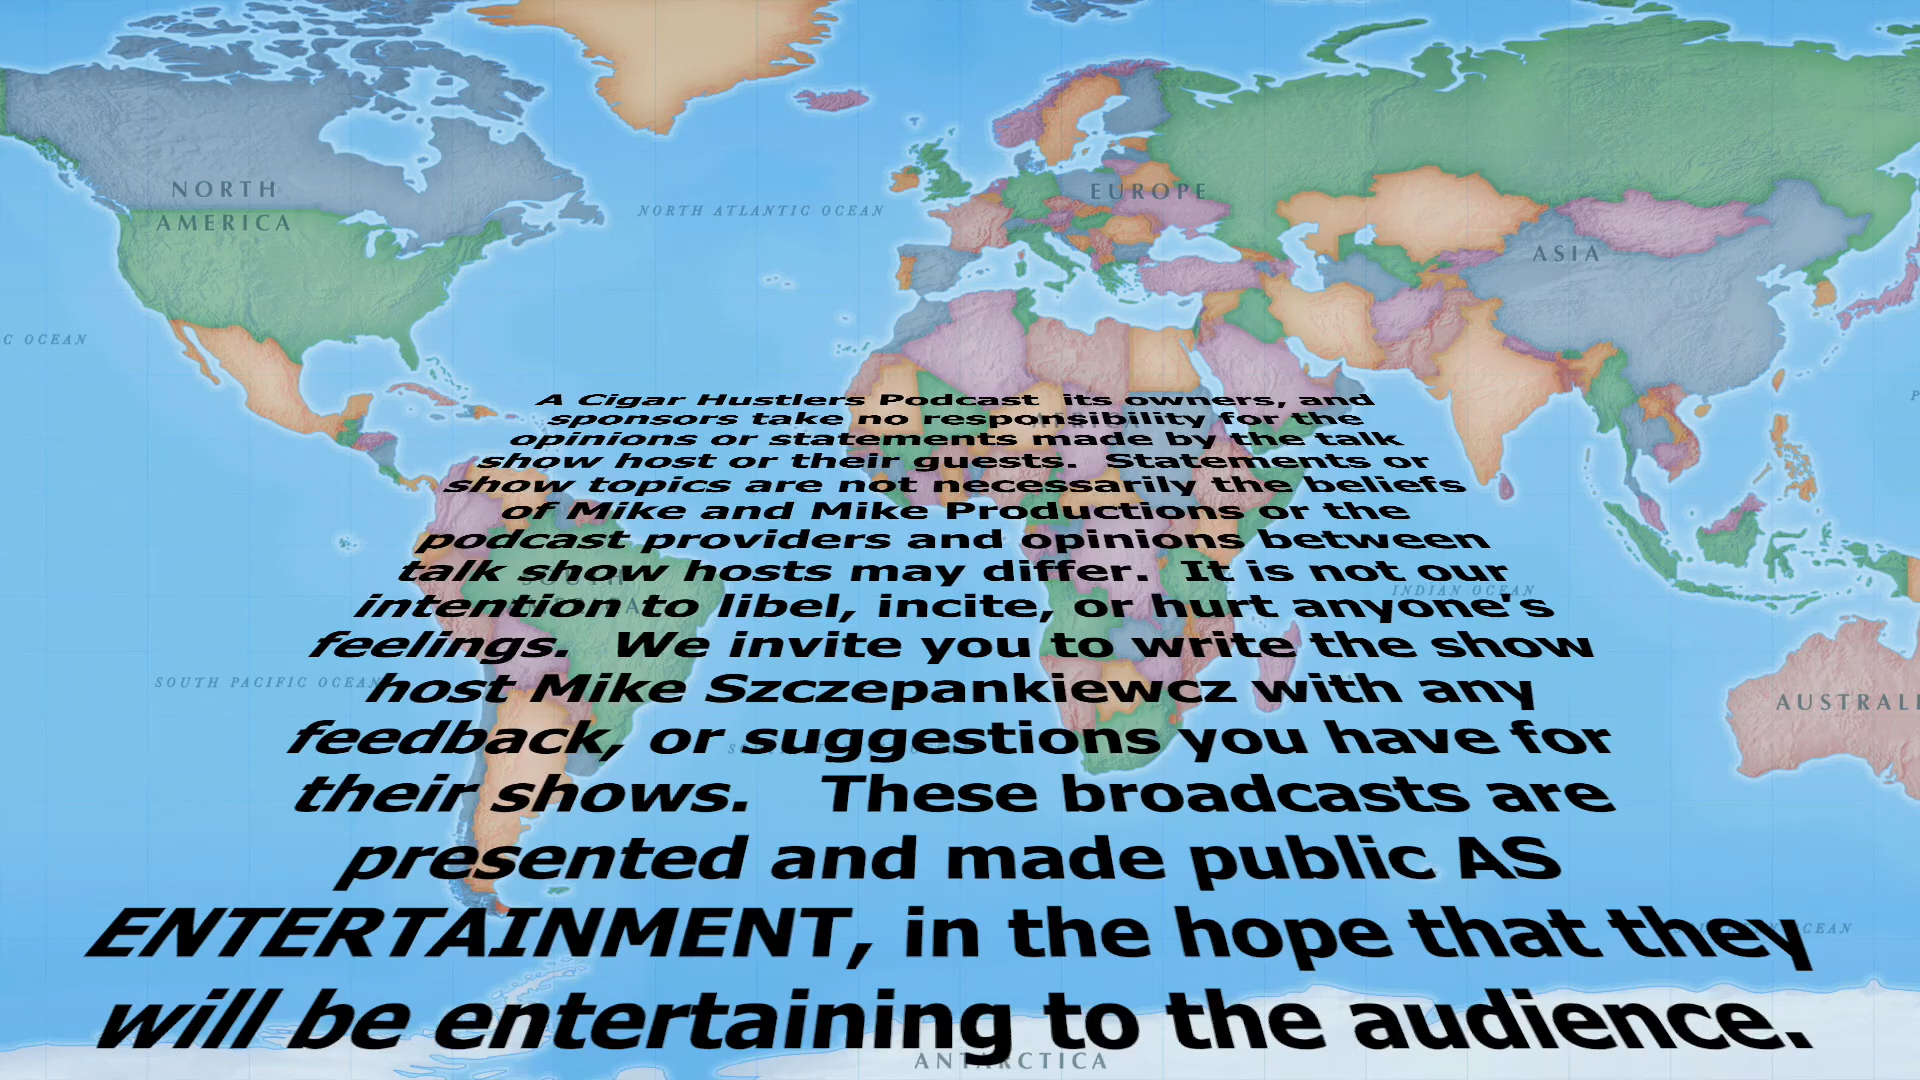 NORTH
AMERICA
NORTH ATLANTIC OCEAN
EUROPE
ASIA
C OCEAN
A Cigar Hustlers Podcast its owners, and
sponsors take no responsibility for the
opinions or statements made by the talk
show host or their guests. Statements or
show topics are not necessarily the beliefs
of Mike and Mike Productions or the
podcast providers and opinions between
talk show hosts may differ. It is not our
intention to libel, incite, or hurt anyone's
feelings. We invite you to write the show
host Mike Szczepankiewcz with any
feedback, or suggestions you have for
their shows. These broadcasts are
presented and made public AS
ENTERTAINMENT, in the hope that they
will be entertaining to the audience.
INDIAN OCEAN
SOUTH PACIFIC OCEAN
AUSTRALI
EAN
ANTARCTICA